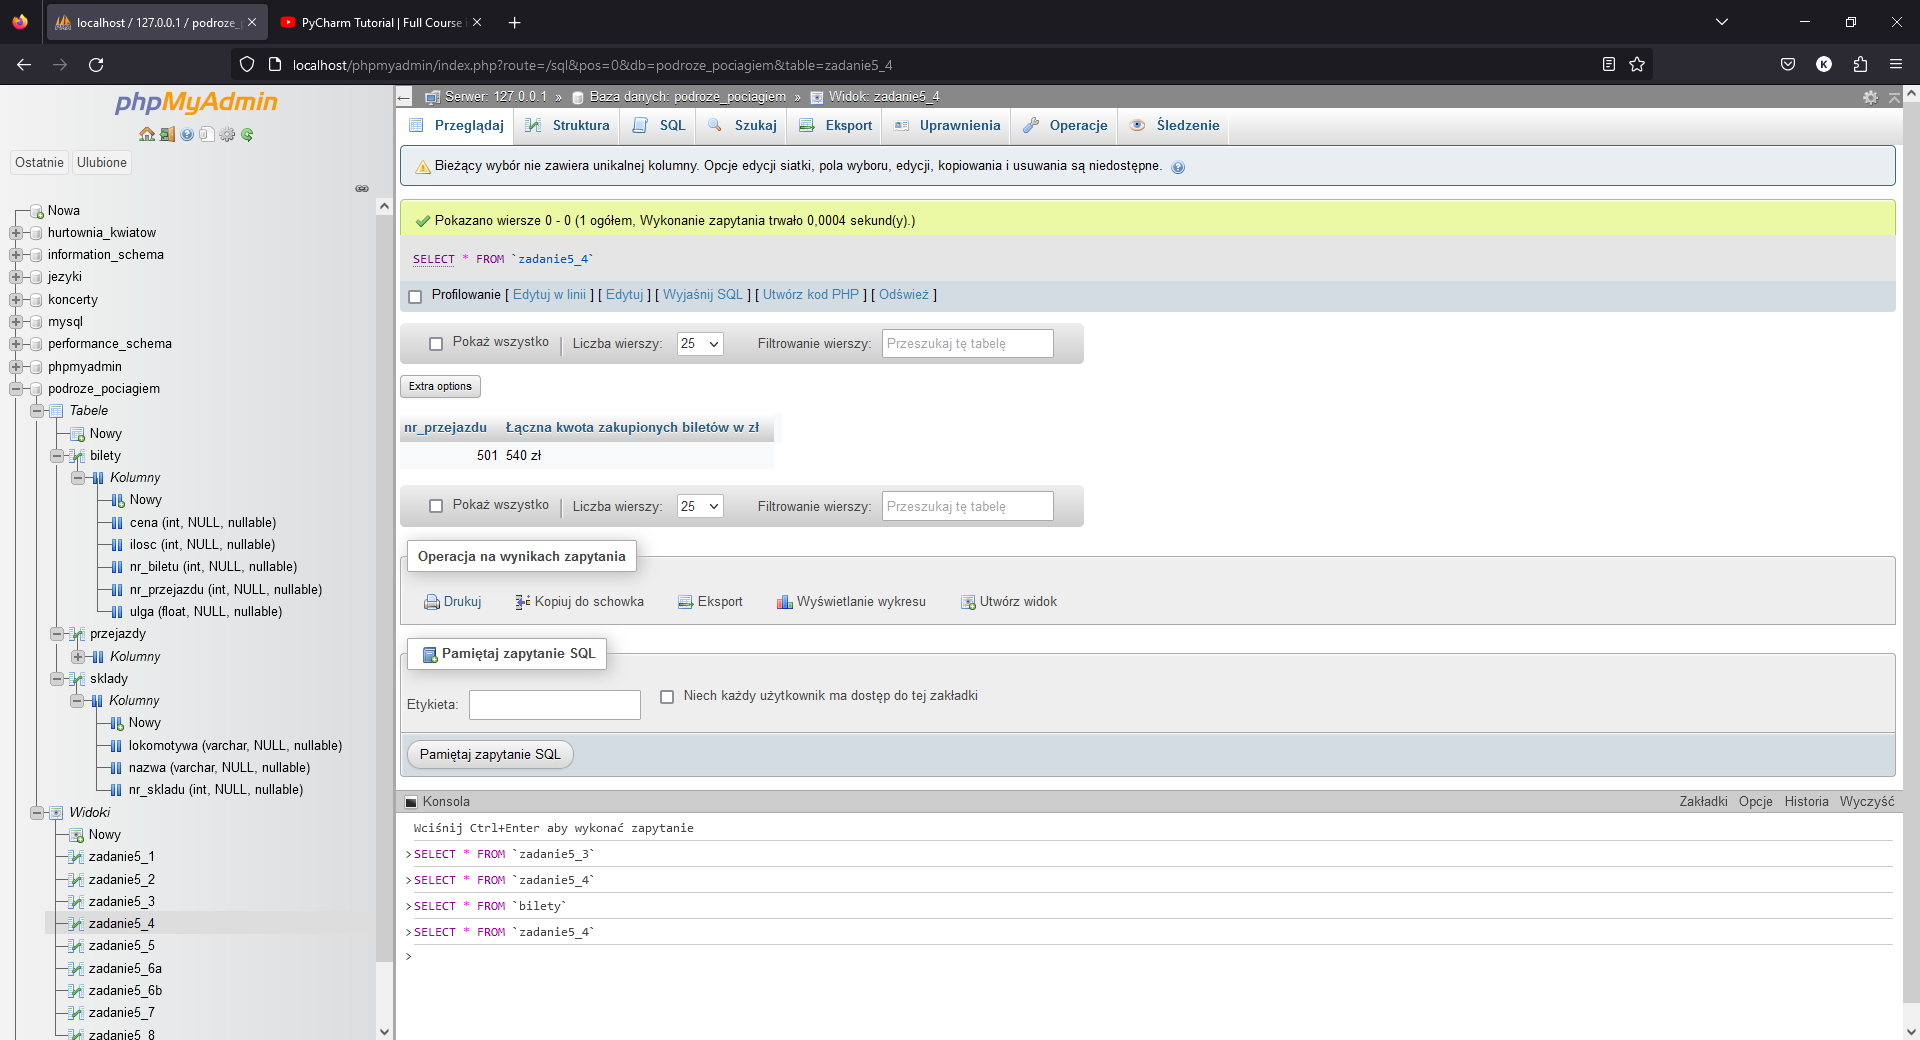 localhost / 127.0.0.1 / podroze_
PyCharm Tutorial | Full Course
localhost/phpmyadmin/index.php?route=/sql&pos=0&db=podroze_pociagiem&table=zadanie5_4
K
phpMyAdmin
Ostatnie Ulubione
Nowa
hurtownia_kwiatow
information_schema
jezyki
koncerty
mysql
performance_schema
phpmyadmin
podroze_pociagiem
Tabele
Nowy
bilety
Kolumny
Nowy
cena (int, NULL, nullable)
ilosc (int, NULL, nullable)
nr_biletu (int, NULL, nullable)
nr_przejazdu (int, NULL, nullable)
ulga (float, NULL, nullable)
przejazdy
Kolumny
sklady
Kolumny
Nowy
lokomotywa (varchar, NULL, nullable)
nazwa (varchar, NULL, nullable)
nr_skladu (int, NULL, nullable)
Widoki
Nowy
zadanie5_1
zadanie5_2
zadanie5_3
zadanie5_4
zadanie5_5
zadanie5_6a
zadanie5_6b
zadanie5_7
zadanie5_8
Serwer: 127.0.0.1 » Baza danych: podroze_pociagiem » Widok: zadanie5_4
Przeglądaj Struktura SQL Szukaj Eksport Uprawnienia Operacje Śledzenie
Bieżący wybór nie zawiera unikalnej kolumny. Opcje edycji siatki, pola wyboru, edycji, kopiowania i usuwania są niedostępne.
Pokazano wiersze 0 - 0 (1 ogółem, Wykonanie zapytania trwało 0,0004 sekund(y).)
SELECT * FROM `zadanie5_4`
Profilowanie [ Edytuj w linii ] [ Edytuj ] [ Wyjaśnij SQL ] [ Utwórz kod PHP ] [ Odśwież ]
Pokaż wszystko | Liczba wierszy: 25 Filtrowanie wierszy: Przeszukaj tę tabelę
Extra options
nr_przejazdu Łączna kwota zakupionych biletów w zł
501 540 zł
Pokaż wszystko | Liczba wierszy: 25 Filtrowanie wierszy: Przeszukaj tę tabelę
Operacja na wynikach zapytania
Drukuj Kopiuj do schowka Eksport Wyświetlanie wykresu Utwórz widok
Pamiętaj zapytanie SQL
Etykieta: Niech każdy użytkownik ma dostęp do tej zakładki
Pamiętaj zapytanie SQL
Konsola Zakładki Opcje Historia Wyczyść
Wciśnij Ctrl+Enter aby wykonać zapytanie
>SELECT * FROM `zadanie5_3`
>SELECT * FROM `zadanie5_4`
>SELECT * FROM `bilety`
>SELECT * FROM `zadanie5_4`
>